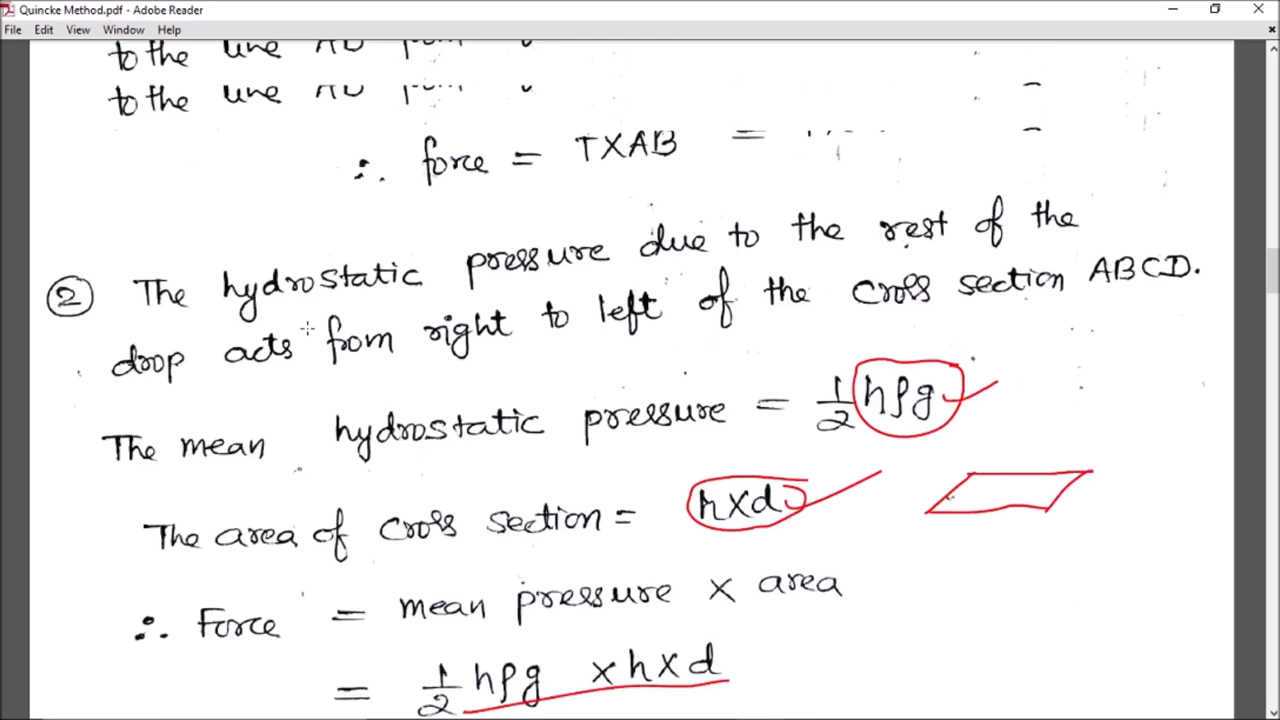 Quincke Method.pdf - Adobe Reader
File Edit View Window Help
to the line AB
to the line AB
∴ force = TXAB =
② The hydrostatic pressure due to the rest of the
drop acts from right to left of the cross section ABCD.
The mean hydrostatic pressure = 1/2 hρg
The area of cross section = hxd
∴ Force = mean pressure x area
= 1/2 hρg x h x d